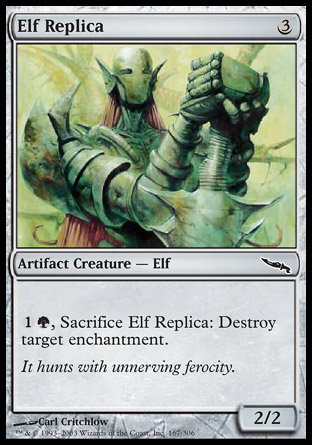 Elf Replica 3
Artifact Creature — Elf
1 , Sacrifice Elf Replica: Destroy
target enchantment.
It hunts with unnerving ferocity.
Carl Critchlow
™ & © 1993–2003 Wizards of the Coast, Inc. 167/306
2/2